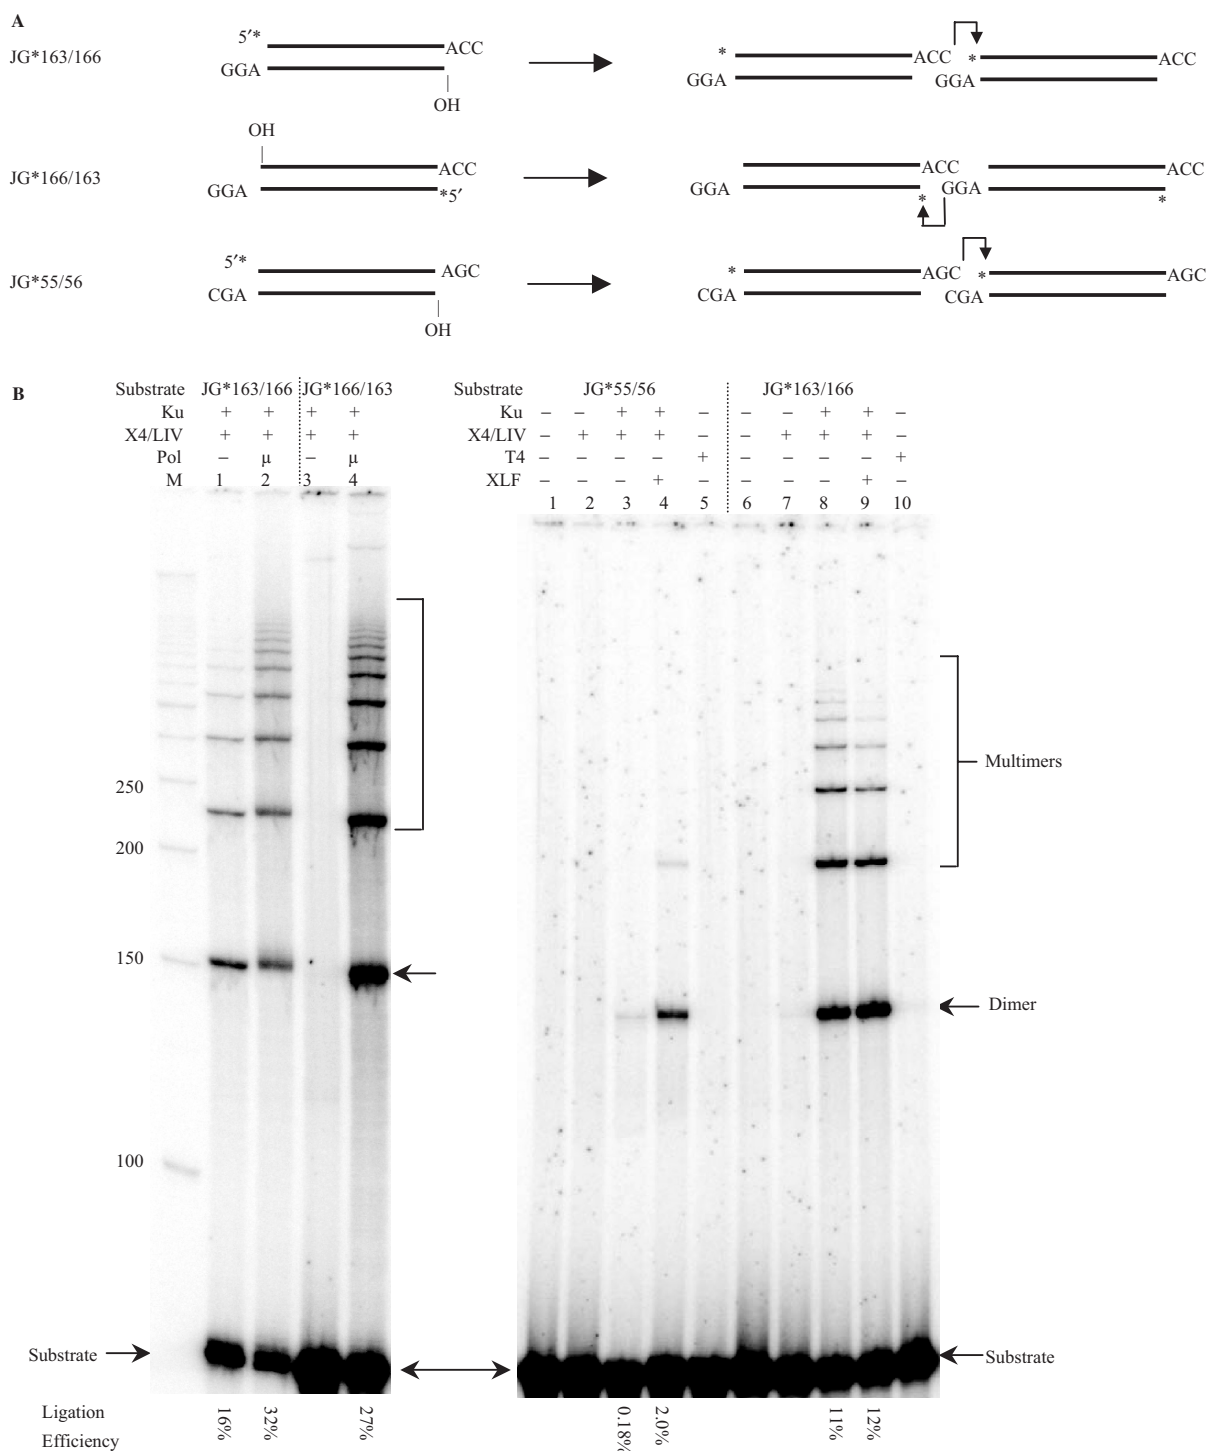 A
5′*
JG*163/166
ACC
GGA
OH
* ACC * ACC
GGA GGA
OH
JG*166/163
ACC
GGA
*5′
ACC ACC
GGA * GGA *
5′*
JG*55/56
AGC
CGA
OH
* AGC * AGC
CGA CGA
B
Substrate JG*163/166 JG*166/163
Ku + + + +
X4/LIV + + + +
Pol – μ – μ
M 1 2 3 4
250
200
150
100
Substrate
Ligation Efficiency 16% 32% 27%
Substrate JG*55/56 JG*163/166
Ku – – + + – – – + + –
X4/LIV – + + + – – + + + –
T4 – – – – + – – – – +
XLF – – – + – – – – + –
1 2 3 4 5 6 7 8 9 10
Multimers
Dimer
Substrate
0.18% 2.0% 11% 12%